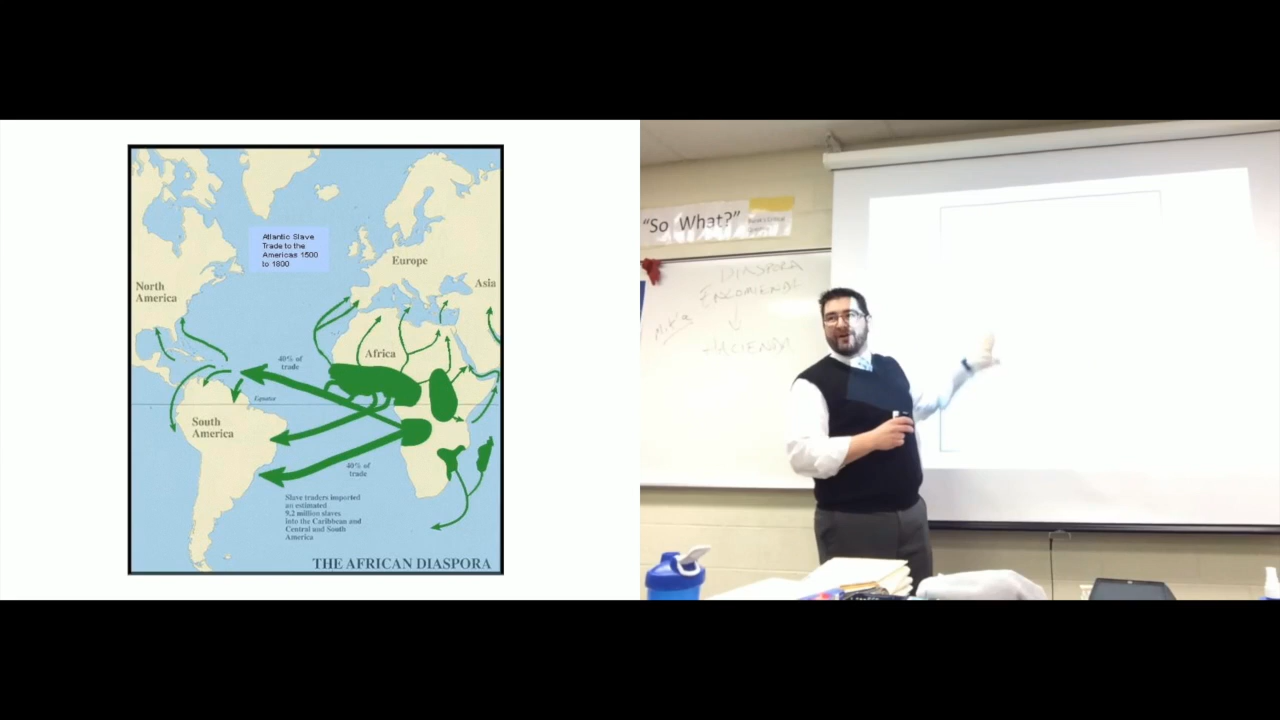 Atlantic Slave
Trade to the
Americas 1500
to 1800
North
America
Europe
Asia
Africa
40% of
trade
Equator
South
America
40% of
trade
Slave traders imported
an estimated
9.2 million slaves
into the Caribbean and
Central and South
America
THE AFRICAN DIASPORA
"So What?"
DIASPORA
ENCOMIENDA
HACIENDA